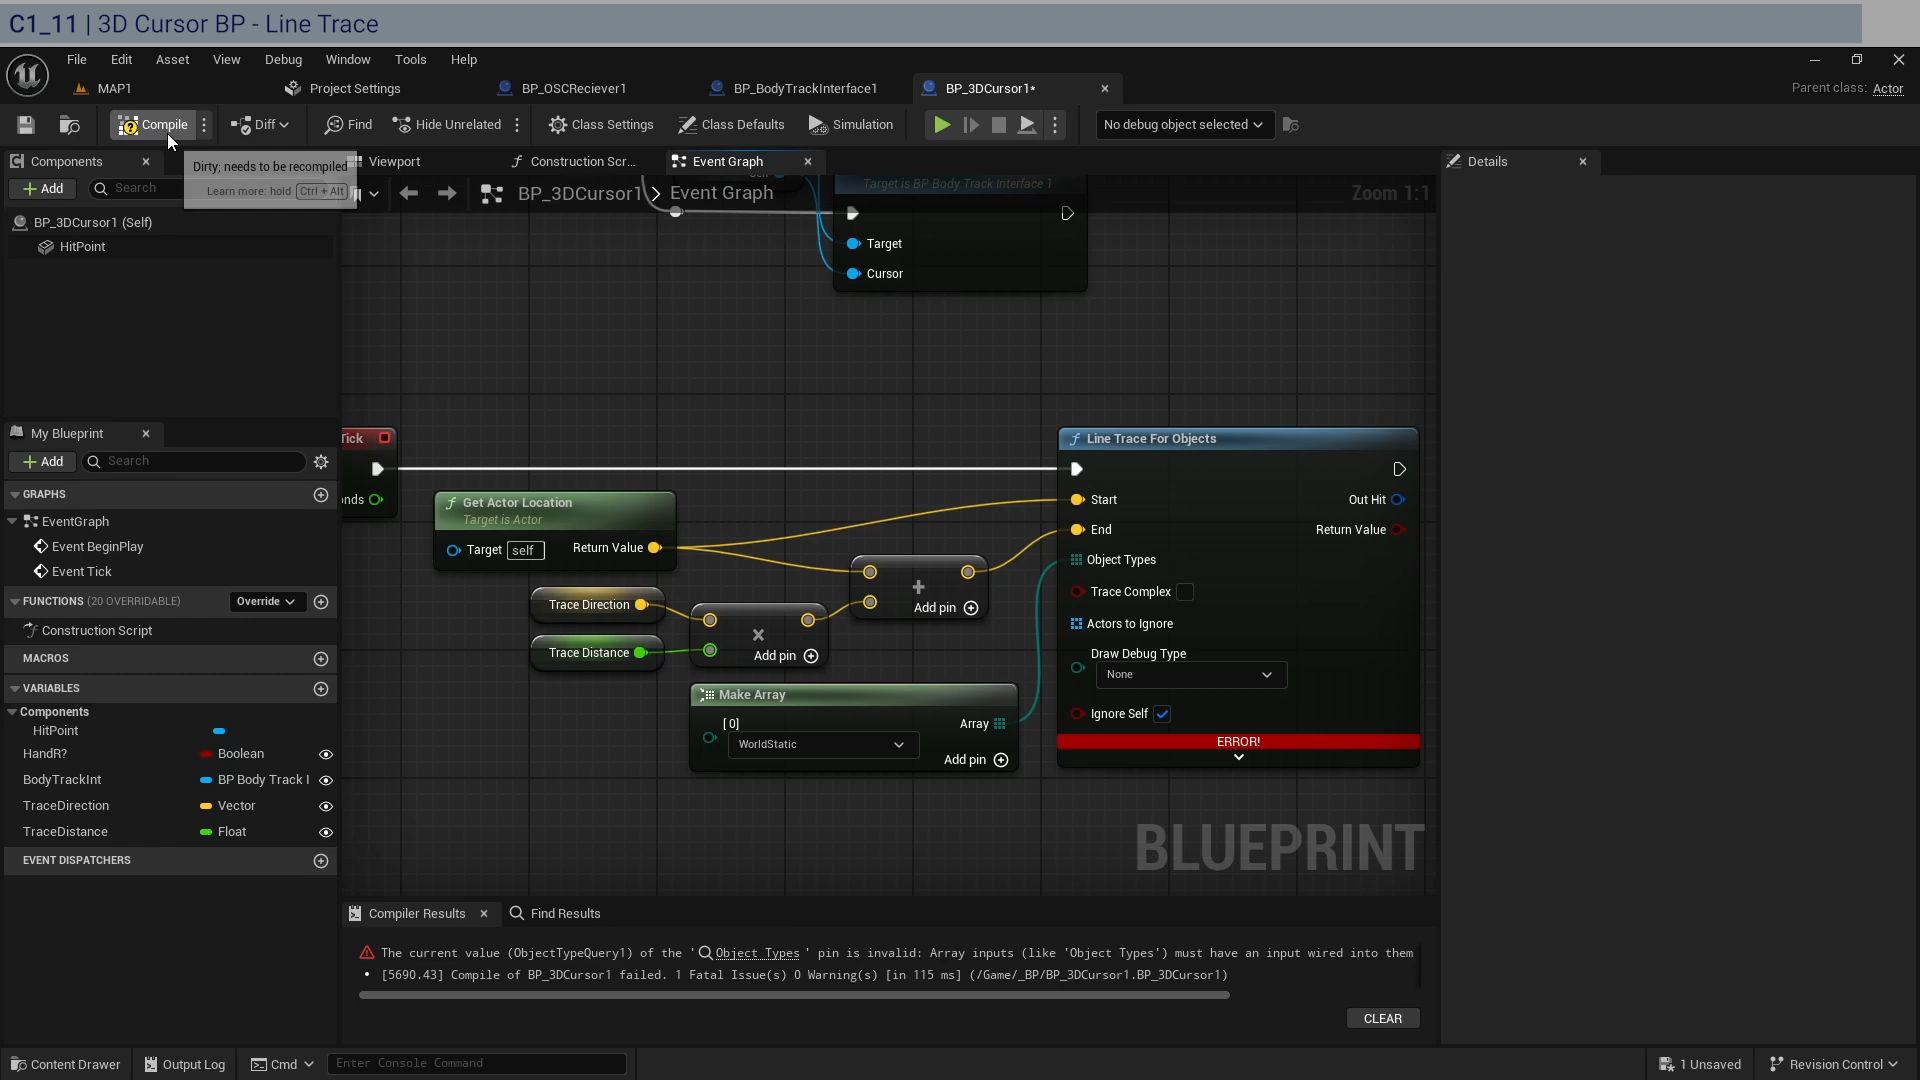 C1_11 | 3D Cursor BP - Line Trace
File Edit Asset View Debug Window Tools Help
MAP1 Project Settings BP_OSCReciever1 BP_BodyTrackInterface1 BP_3DCursor1* Parent class: Actor
Compile Diff Find Hide Unrelated Class Settings Class Defaults Simulation No debug object selected
Components Viewport Construction Scr... Event Graph Details
Dirty; needs to be recompiled
Learn more: hold Ctrl + Alt
Add Search
BP_3DCursor1 > Event Graph Zoom 1:1
BP_3DCursor1 (Self)
HitPoint
Target is BP Body Track Interface 1
Target
Cursor
My Blueprint
Add Search
GRAPHS
EventGraph
Event BeginPlay
Event Tick
FUNCTIONS (20 OVERRIDABLE) Override
Construction Script
MACROS
VARIABLES
Components
HitPoint
HandR? Boolean
BodyTrackInt BP Body Track I
TraceDirection Vector
TraceDistance Float
EVENT DISPATCHERS
Tick
onds
Get Actor Location
Target is Actor
Target self Return Value
Trace Direction
Trace Distance
Add pin
Add pin
Make Array
[0]
WorldStatic
Array
Add pin
Line Trace For Objects
Start Out Hit
End Return Value
Object Types
Trace Complex
Actors to Ignore
Draw Debug Type
None
Ignore Self
ERROR!
BLUEPRINT
Compiler Results Find Results
The current value (ObjectTypeQuery1) of the ' Object Types ' pin is invalid: Array inputs (like 'Object Types') must have an input wired into them
[5690.43] Compile of BP_3DCursor1 failed. 1 Fatal Issue(s) 0 Warning(s) [in 115 ms] (/Game/_BP/BP_3DCursor1.BP_3DCursor1)
CLEAR
Content Drawer Output Log Cmd Enter Console Command 1 Unsaved Revision Control